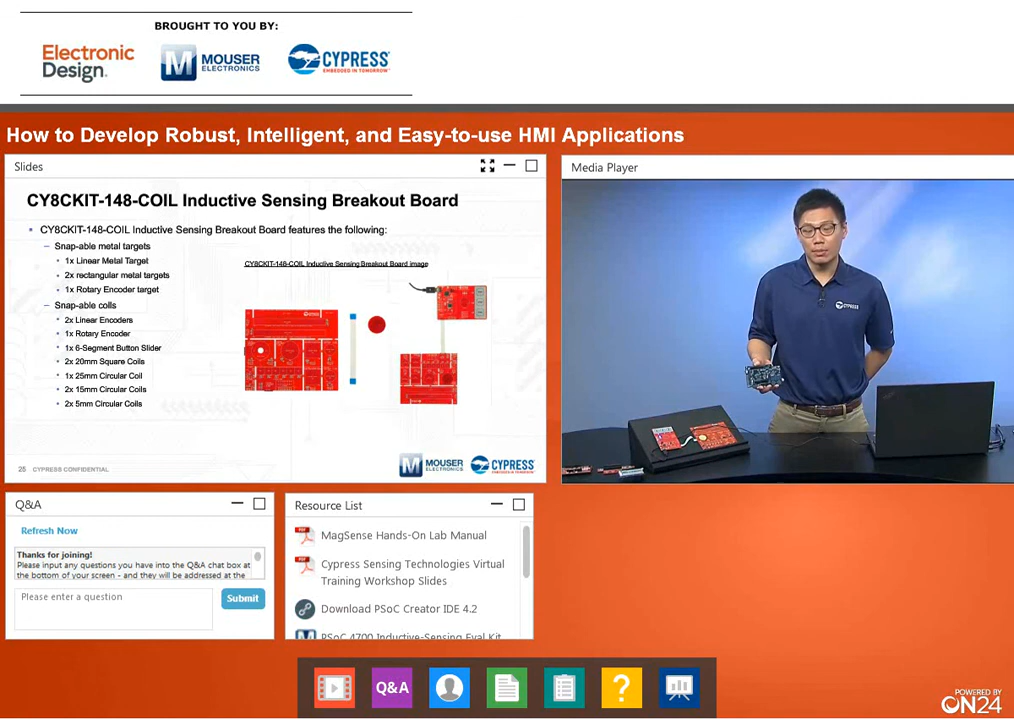 BROUGHT TO YOU BY:
Electronic
Design.
M MOUSER
ELECTRONICS
CYPRESS
EMBEDDED IN TOMORROW
How to Develop Robust, Intelligent, and Easy-to-use HMI Applications
Slides
CY8CKIT-148-COIL Inductive Sensing Breakout Board
• CY8CKIT-148-COIL Inductive Sensing Breakout Board features the following:
– Snap-able metal targets
• 1x Linear Metal Target
• 2x rectangular metal targets
• 1x Rotary Encoder target
– Snap-able coils
• 2x Linear Encoders
• 1x Rotary Encoder
• 1x 6-Segment Button Slider
• 2x 20mm Square Coils
• 1x 25mm Circular Coil
• 2x 15mm Circular Coils
• 2x 5mm Circular Coils
CY8CKIT-148-COIL Inductive Sensing Breakout Board image
25 CYPRESS CONFIDENTIAL
M MOUSER
ELECTRONICS
CYPRESS
Media Player
CYPRESS
Q&A
Refresh Now
Thanks for joining!
Please input any questions you have into the Q&A chat box at
the bottom of your screen - and they will be addressed at the
Please enter a question
Submit
Resource List
MagSense Hands-On Lab Manual
Cypress Sensing Technologies Virtual
Training Workshop Slides
Download PSoC Creator IDE 4.2
PSoC 4700 Inductive-Sensing Eval Kit
Q&A
?
POWERED BY
ON24